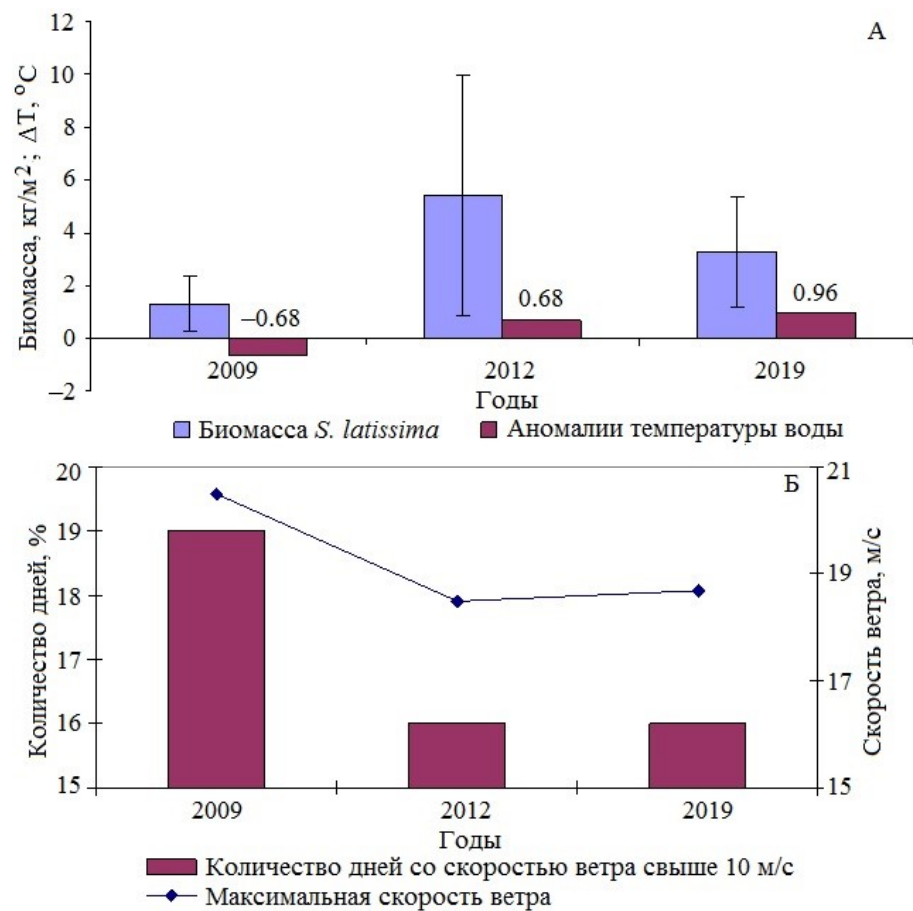 А
Биомасса, кг/м²; ΔT, °C
12
10
8
6
4
2
0
–2
–0.68
0.68
0.96
2009
2012
2019
Годы
Биомасса S. latissima
Аномалии температуры воды
Б
Количество дней, %
20
19
18
17
16
15
21
19
17
15
Скорость ветра, м/с
2009
2012
2019
Годы
Количество дней со скоростью ветра свыше 10 м/с
Максимальная скорость ветра